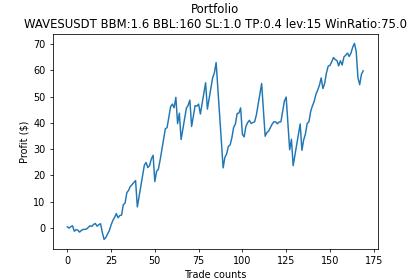 Portfolio
WAVESUSDT BBM:1.6 BBL:160 SL:1.0 TP:0.4 lev:15 WinRatio:75.0
Profit ($)
70
60
50
40
30
20
10
0
0 25 50 75 100 125 150 175
Trade counts